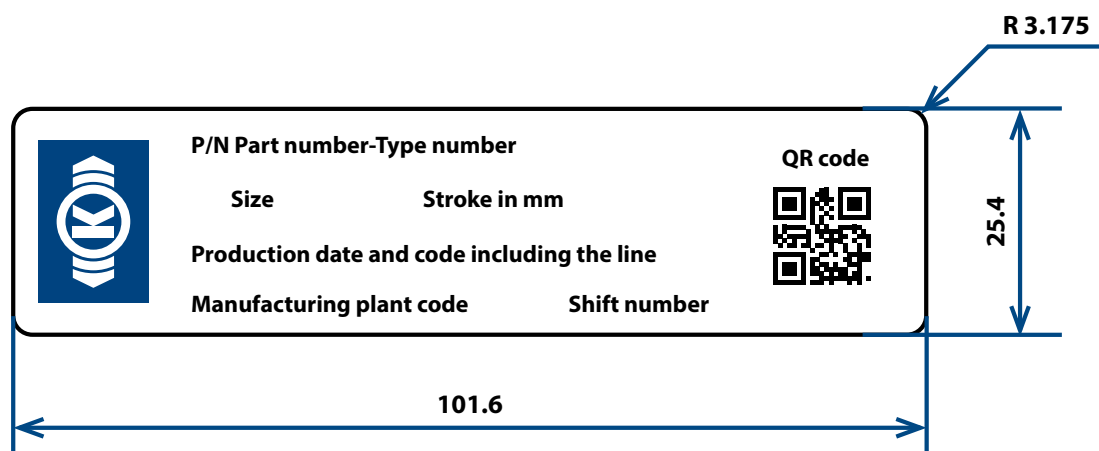 R 3.175
P/N Part number-Type number
QR code
Size Stroke in mm
25.4
Production date and code including the line
Manufacturing plant code Shift number
101.6